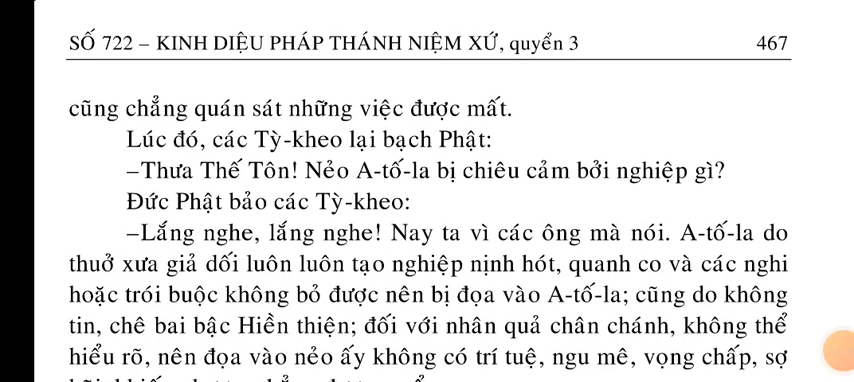 SỐ 722 – KINH DIỆU PHÁP THÁNH NIỆM XỨ, quyển 3 467
cũng chẳng quán sát những việc được mất.
Lúc đó, các Tỳ-kheo lại bạch Phật:
–Thưa Thế Tôn! Nẻo A-tố-la bị chiêu cảm bởi nghiệp gì?
Đức Phật bảo các Tỳ-kheo:
–Lắng nghe, lắng nghe! Nay ta vì các ông mà nói. A-tố-la do
thuở xưa giả dối luôn luôn tạo nghiệp nịnh hót, quanh co và các nghi
hoặc trói buộc không bỏ được nên bị đọa vào A-tố-la; cũng do không
tin, chê bai bậc Hiền thiện; đối với nhân quả chân chánh, không thể
hiểu rõ, nên đọa vào nẻo ấy không có trí tuệ, ngu mê, vọng chấp, sợ